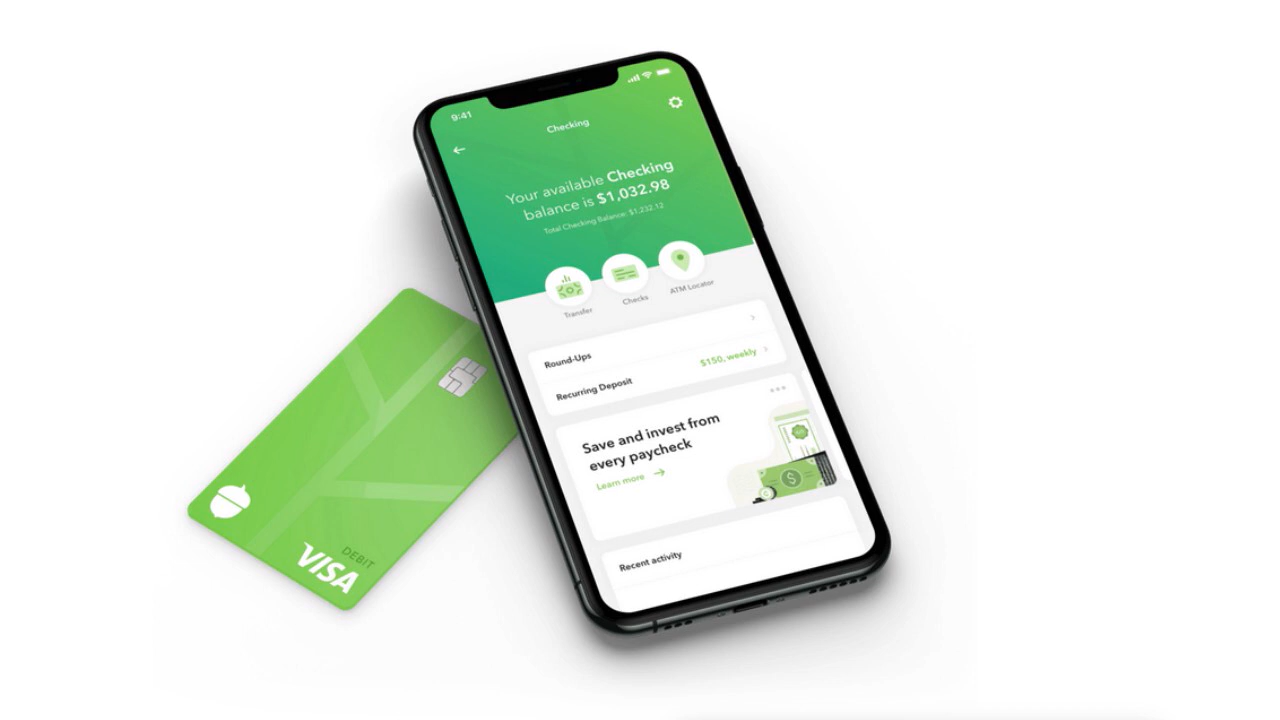 9:41
Checking
Your available Checking
balance is $1,032.98
Total Checking Balance: $1,232.12
Transfer
Checks
ATM Locator
Round-Ups
Recurring Deposit $150, weekly
Save and invest from
every paycheck
Learn more
Recent activity
DEBIT
VISA